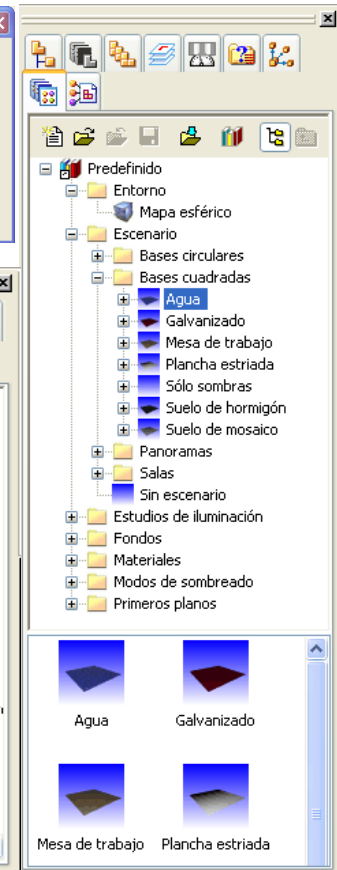 Predefinido
Entorno
Mapa esférico
Escenario
Bases circulares
Bases cuadradas
Agua
Galvanizado
Mesa de trabajo
Plancha estriada
Sólo sombras
Suelo de hormigón
Suelo de mosaico
Panoramas
Salas
Sin escenario
Estudios de iluminación
Fondos
Materiales
Modos de sombreado
Primeros planos
Agua Galvanizado
Mesa de trabajo Plancha estriada